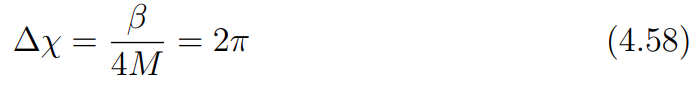 Δχ = β/4M = 2π (4.58)